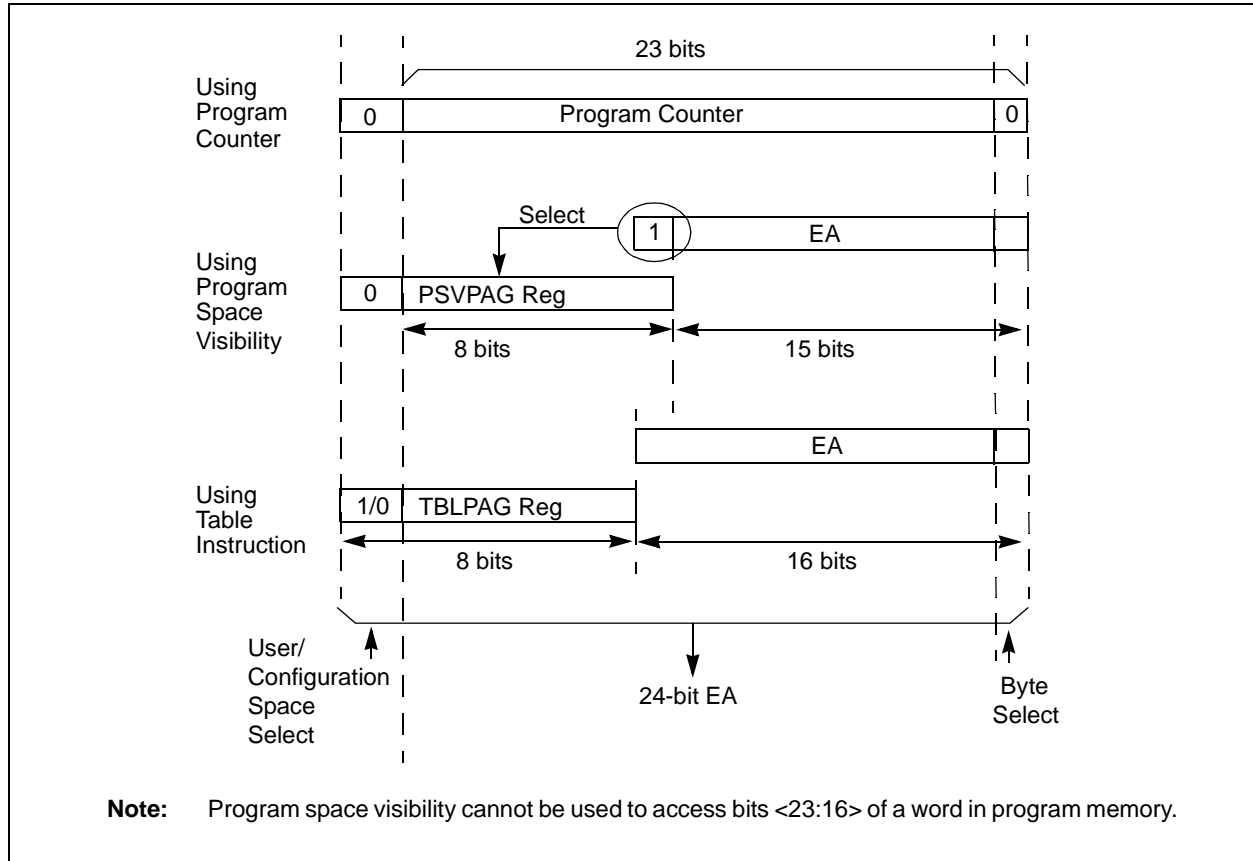 23 bits
Using
Program
Counter
0
Program Counter
0
Select
1
EA
Using
Program
Space
Visibility
0
PSVPAG Reg
8 bits
15 bits
EA
Using
Table
Instruction
1/0
TBLPAG Reg
8 bits
16 bits
User/
Configuration
Space
Select
24-bit EA
Byte
Select
Note: Program space visibility cannot be used to access bits <23:16> of a word in program memory.